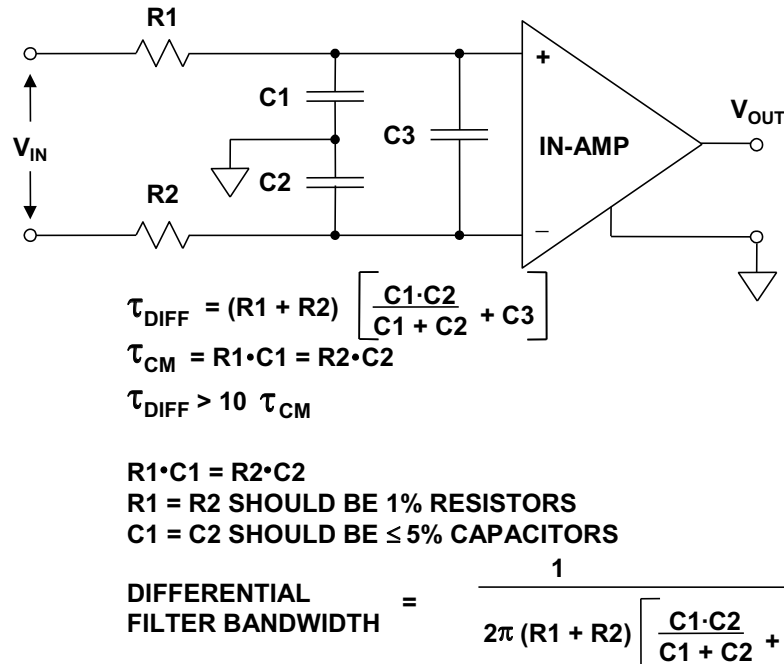 R1
C1
C2
C3
R2
V_IN
+
–
IN-AMP
V_OUT
τ_DIFF = (R1 + R2) [ C1·C2 / C1 + C2 + C3 ]
τ_CM = R1•C1 = R2•C2
τ_DIFF > 10 τ_CM
R1•C1 = R2•C2
R1 = R2 SHOULD BE 1% RESISTORS
C1 = C2 SHOULD BE ≤ 5% CAPACITORS
DIFFERENTIAL
FILTER BANDWIDTH
=
1
2π (R1 + R2) [ C1·C2 / C1 + C2 +